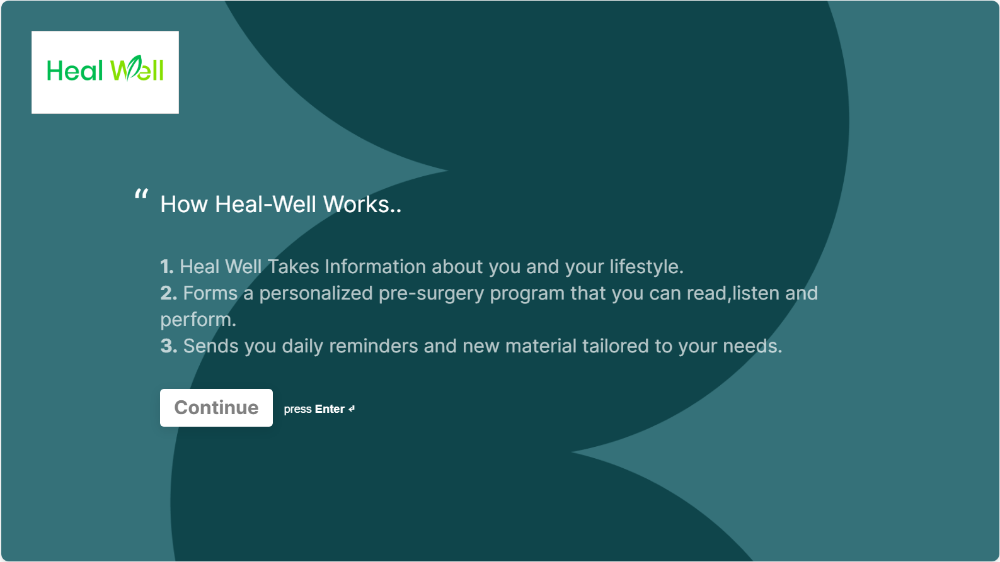 Heal Well
“ How Heal-Well Works..
1. Heal Well Takes Information about you and your lifestyle.
2. Forms a personalized pre-surgery program that you can read,listen and
perform.
3. Sends you daily reminders and new material tailored to your needs.
Continue press Enter ↵